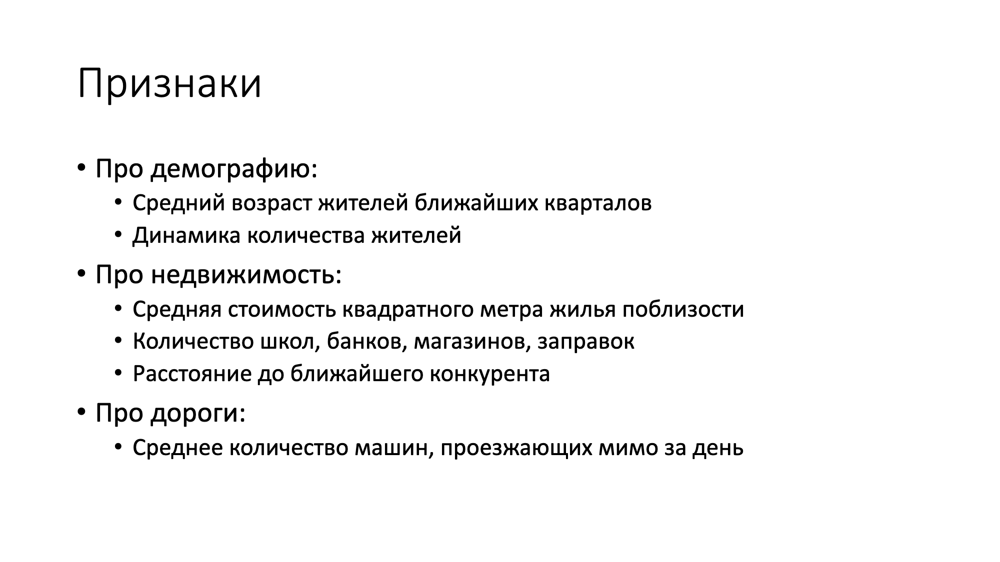 Признаки
• Про демографию:
• Средний возраст жителей ближайших кварталов
• Динамика количества жителей
• Про недвижимость:
• Средняя стоимость квадратного метра жилья поблизости
• Количество школ, банков, магазинов, заправок
• Расстояние до ближайшего конкурента
• Про дороги:
• Среднее количество машин, проезжающих мимо за день